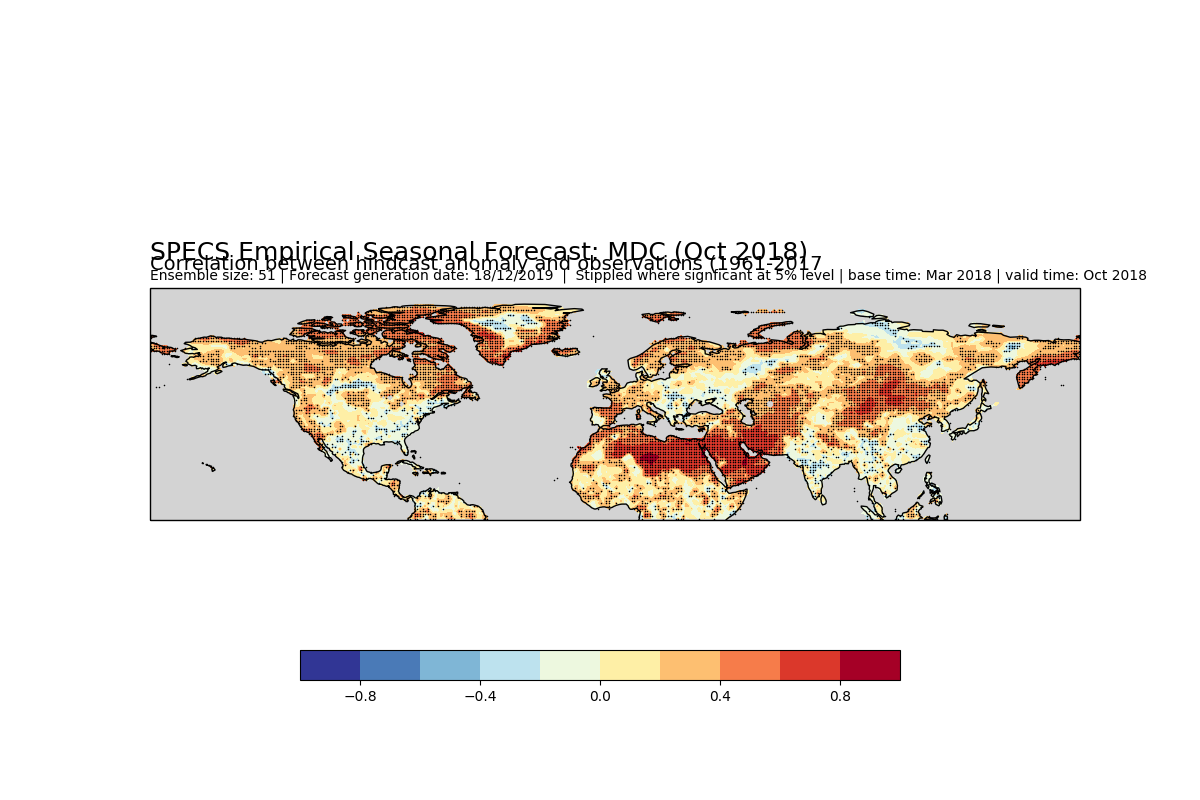 SPECS Empirical Seasonal Forecast: MDC (Oct 2018)
Correlation between hindcast anomaly and observations (1961-2017
Ensemble size: 51 | Forecast generation date: 18/12/2019 | Stippled where signficant at 5% level | base time: Mar 2018 | valid time: Oct 2018
−0.8 −0.4 0.0 0.4 0.8